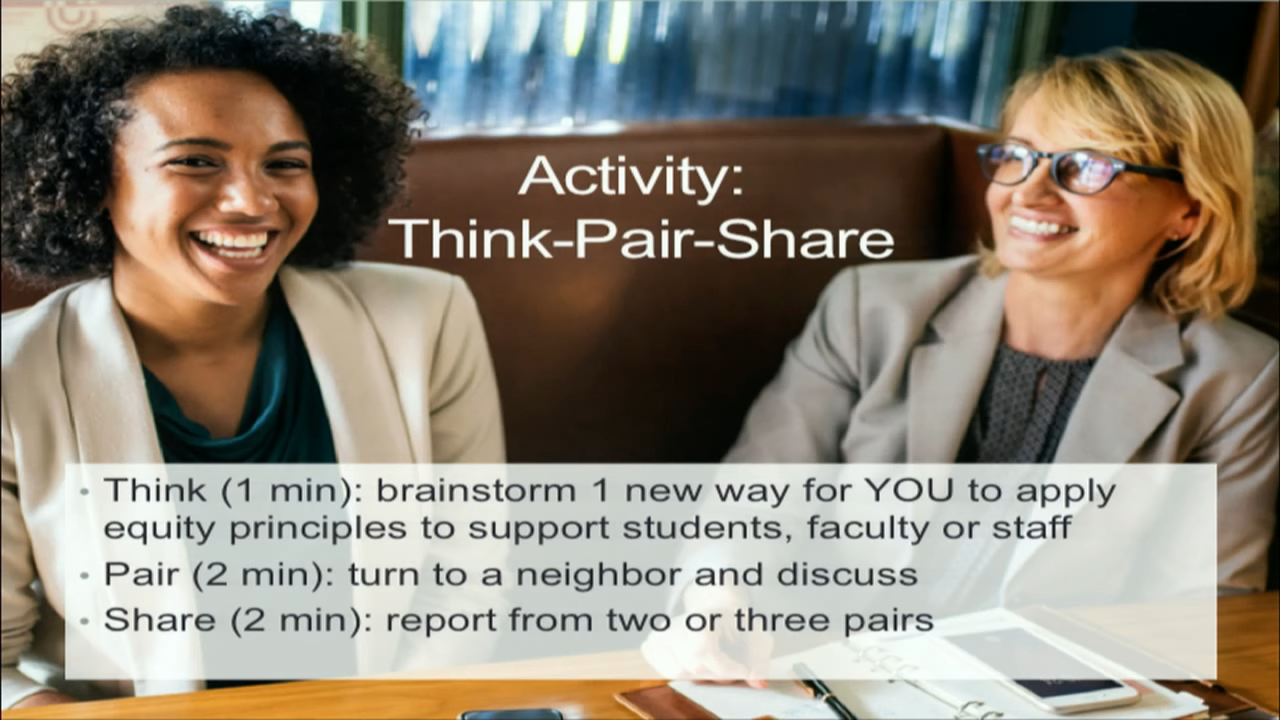 Activity:
Think-Pair-Share
• Think (1 min): brainstorm 1 new way for YOU to apply
equity principles to support students, faculty or staff
• Pair (2 min): turn to a neighbor and discuss
• Share (2 min): report from two or three pairs